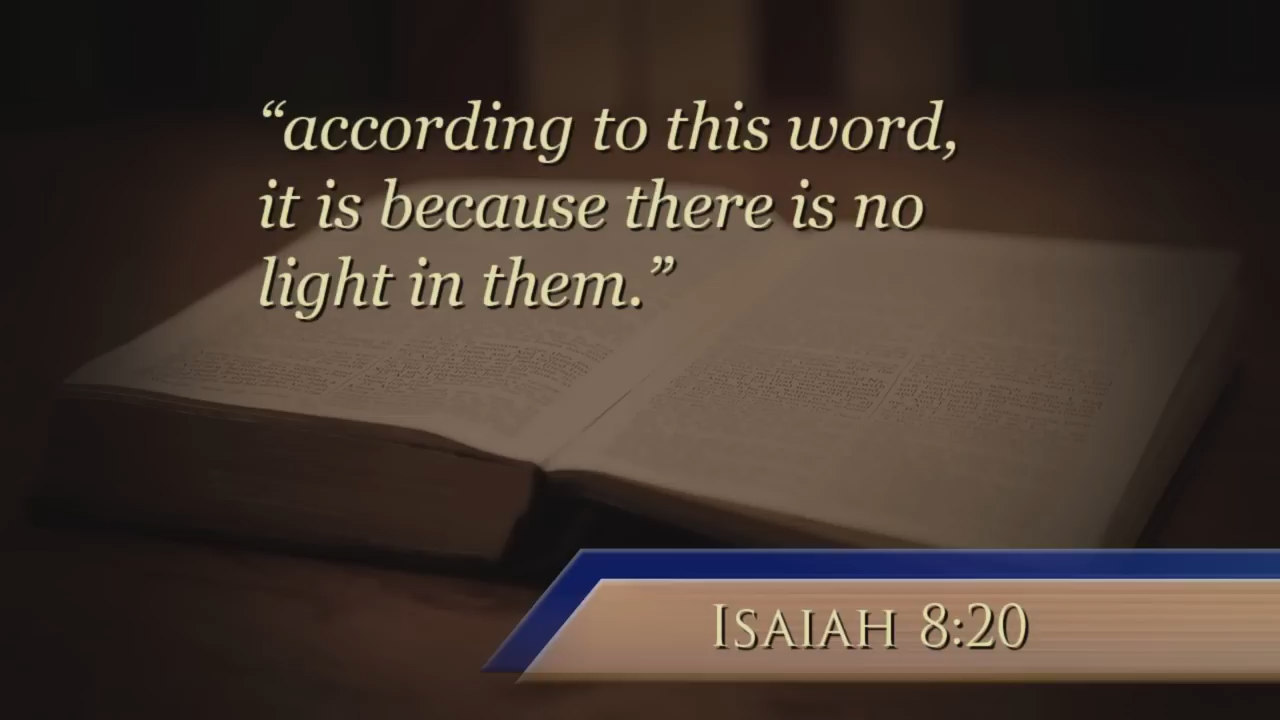 “according to this word,
it is because there is no
light in them.”
ISAIAH 8:20